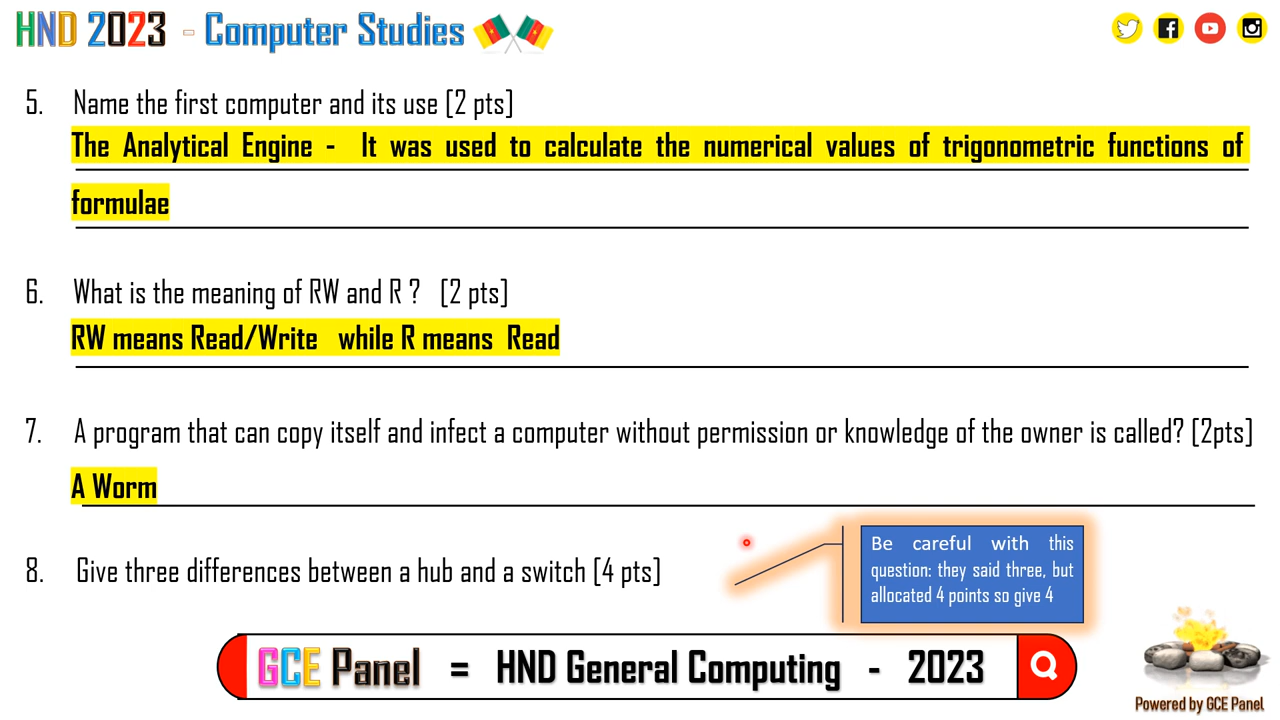 HND 2023 - Computer Studies
5. Name the first computer and its use [2 pts]
The Analytical Engine - It was used to calculate the numerical values of trigonometric functions of
formulae
6. What is the meaning of RW and R ? [2 pts]
RW means Read/Write while R means Read
7. A program that can copy itself and infect a computer without permission or knowledge of the owner is called? [2pts]
A Worm
8. Give three differences between a hub and a switch [4 pts]
Be careful with this
question: they said three, but
allocated 4 points so give 4
GCE Panel = HND General Computing - 2023
Powered by GCE Panel